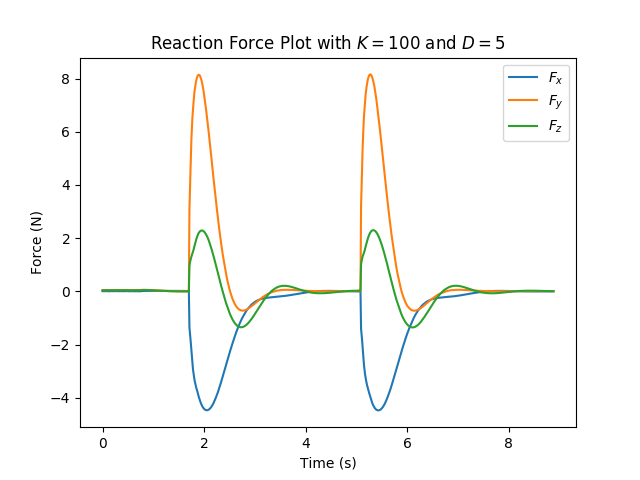 Reaction Force Plot with K = 100 and D = 5
8
6
4
2
0
−2
−4
Force (N)
F_x
F_y
F_z
0 2 4 6 8
Time (s)